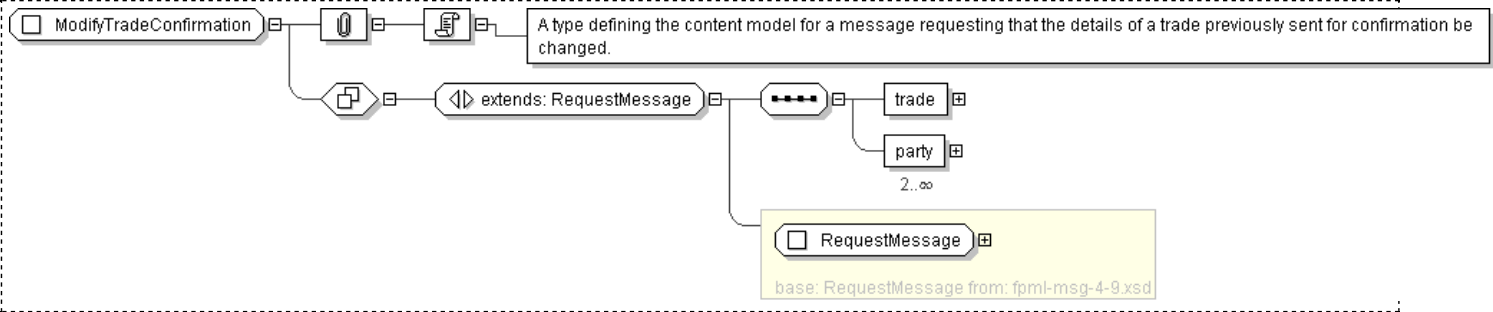 ModifyTradeConfirmation
A type defining the content model for a message requesting that the details of a trade previously sent for confirmation be
changed.
extends: RequestMessage
trade
party
2..∞
RequestMessage
base: RequestMessage from: fpml-msg-4-9.xsd